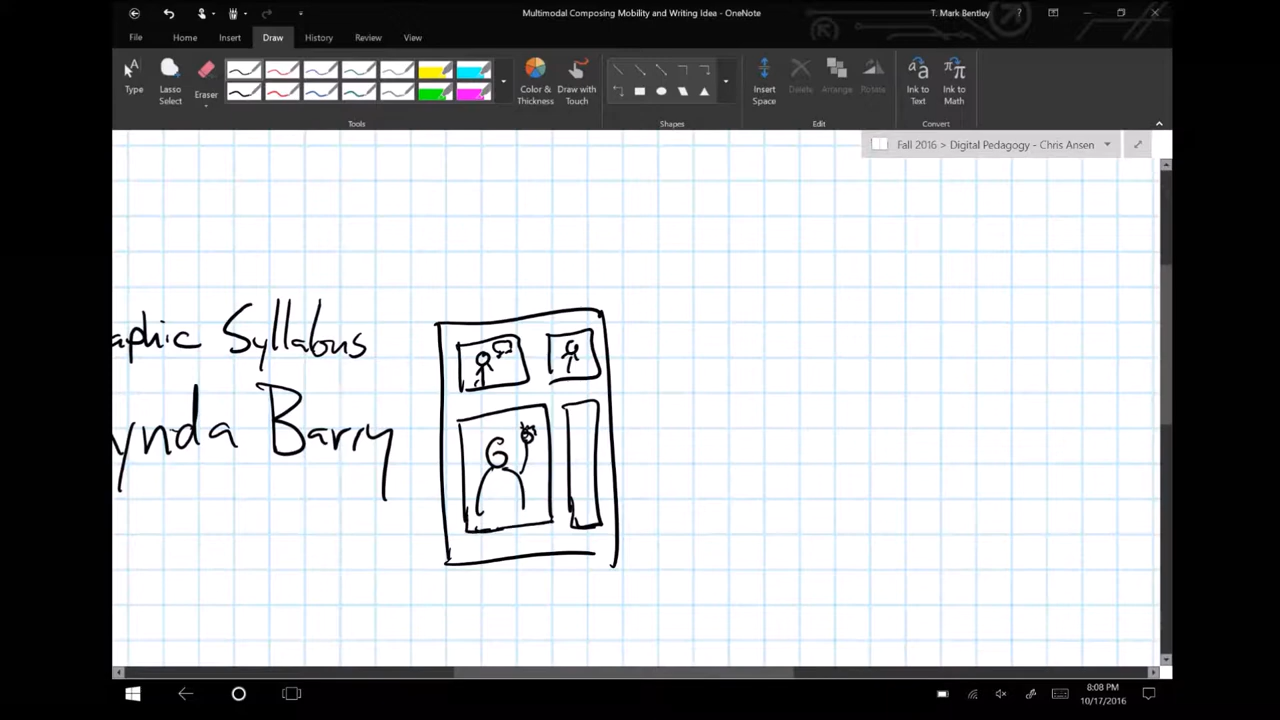 Multimodal Composing Mobility and Writing Idea - OneNote
T. Mark Bentley
?
File
Home
Insert
Draw
History
Review
View
Type
Lasso
Select
Eraser
Color &
Thickness
Draw with
Touch
Insert
Space
Delete
Arrange
Rotate
Ink to
Text
Ink to
Math
Tools
Shapes
Edit
Convert
Fall 2016 > Digital Pedagogy - Chris Ansen
aphic Syllabus
ynda Barry
8:08 PM
10/17/2016